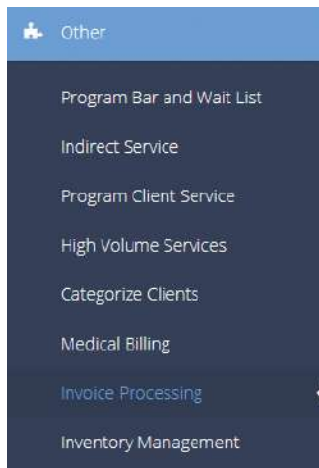 Other
Program Bar and Wait List
Indirect Service
Program Client Service
High Volume Services
Categorize Clients
Medical Billing
Invoice Processing
Inventory Management